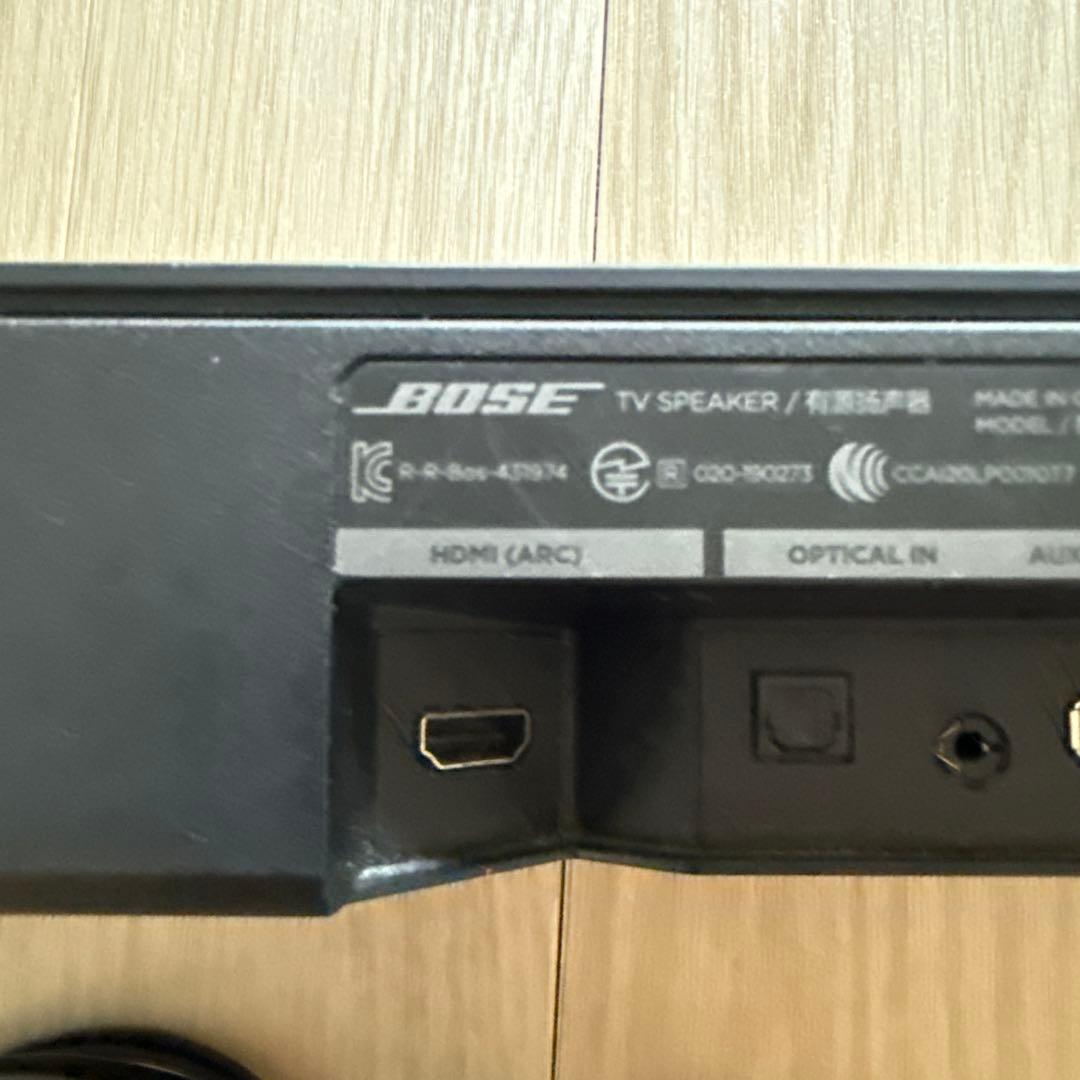 BOSE TV SPEAKER / 有源扬声器 MADE IN
MODEL /
R-R-Bos-431974 R 020-190273
HDMI (ARC) OPTICAL IN AUX